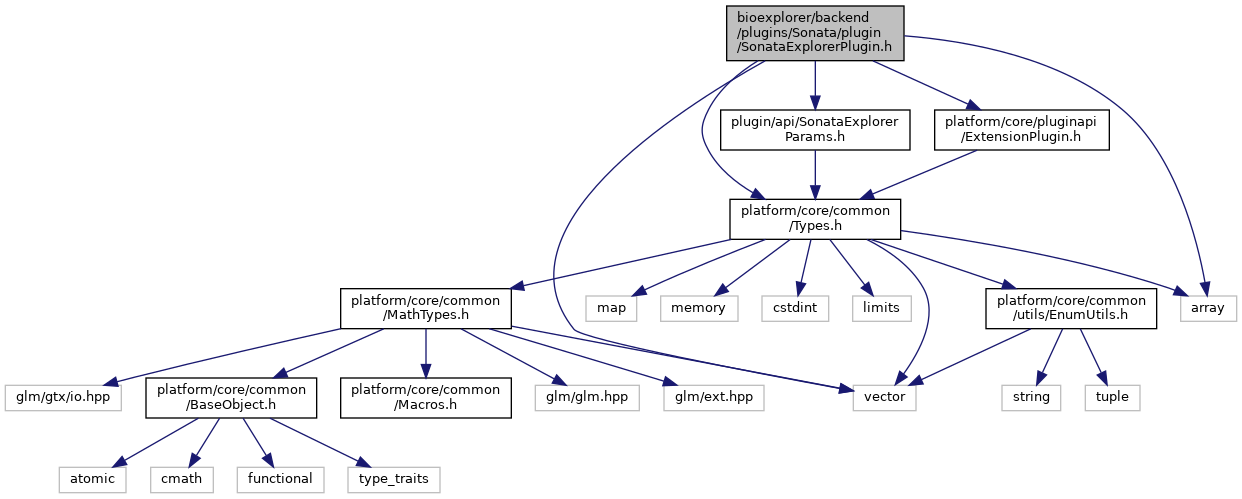 bioexplorer/backend
/plugins/Sonata/plugin
/SonataExplorerPlugin.h
plugin/api/SonataExplorer
Params.h
platform/core/pluginapi
/ExtensionPlugin.h
platform/core/common
/Types.h
platform/core/common
/MathTypes.h
map
memory
cstdint
limits
platform/core/common
/utils/EnumUtils.h
array
glm/gtx/io.hpp
platform/core/common
/BaseObject.h
platform/core/common
/Macros.h
glm/glm.hpp
glm/ext.hpp
vector
string
tuple
atomic
cmath
functional
type_traits